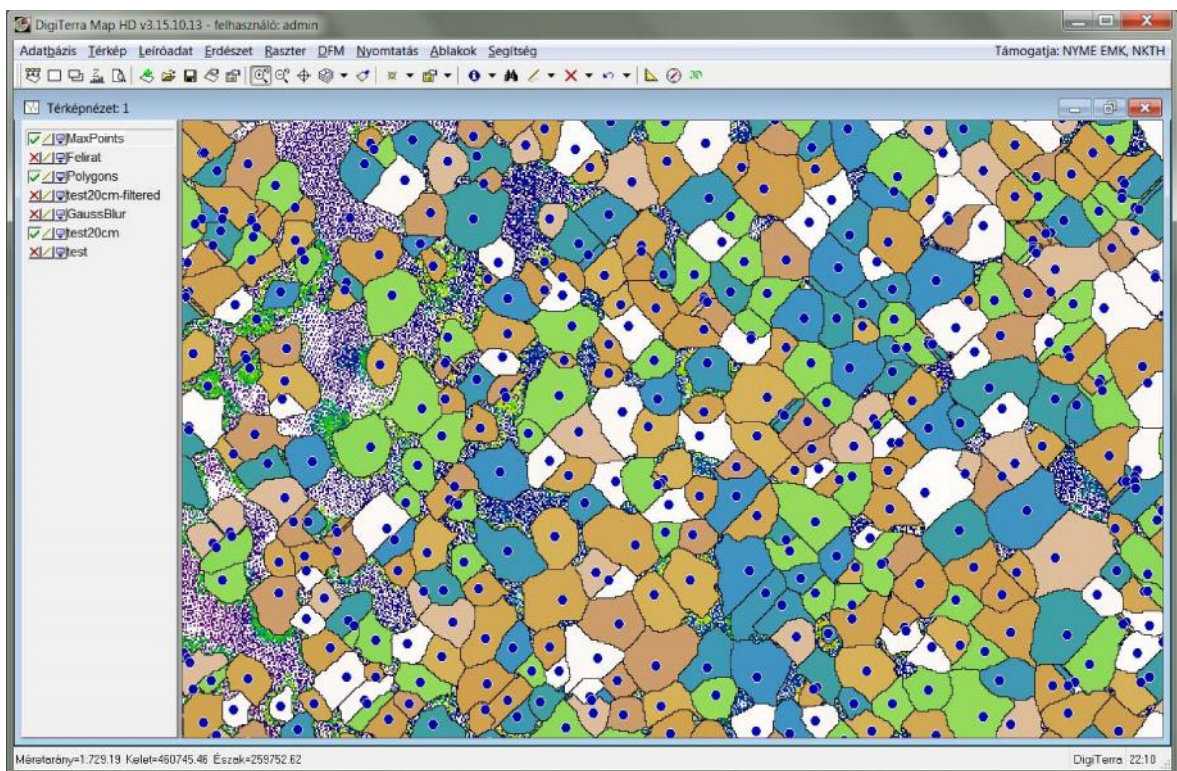 DigiTerra Map HD v3.15.10.13 - felhasználó: admin
Adatbázis Térkép Leíróadat Erdészet Raszter DFM Nyomtatás Ablakok Segítség Támogatja: NYME EMK, NKTH
3D
Térképnézet: 1
MaxPoints
Felirat
Polygons
test20cm-filtered
GaussBlur
test20cm
test
Méretarány=1:729.19 Kelet=460745.46 Észak=259752.62 DigiTerra 22:10